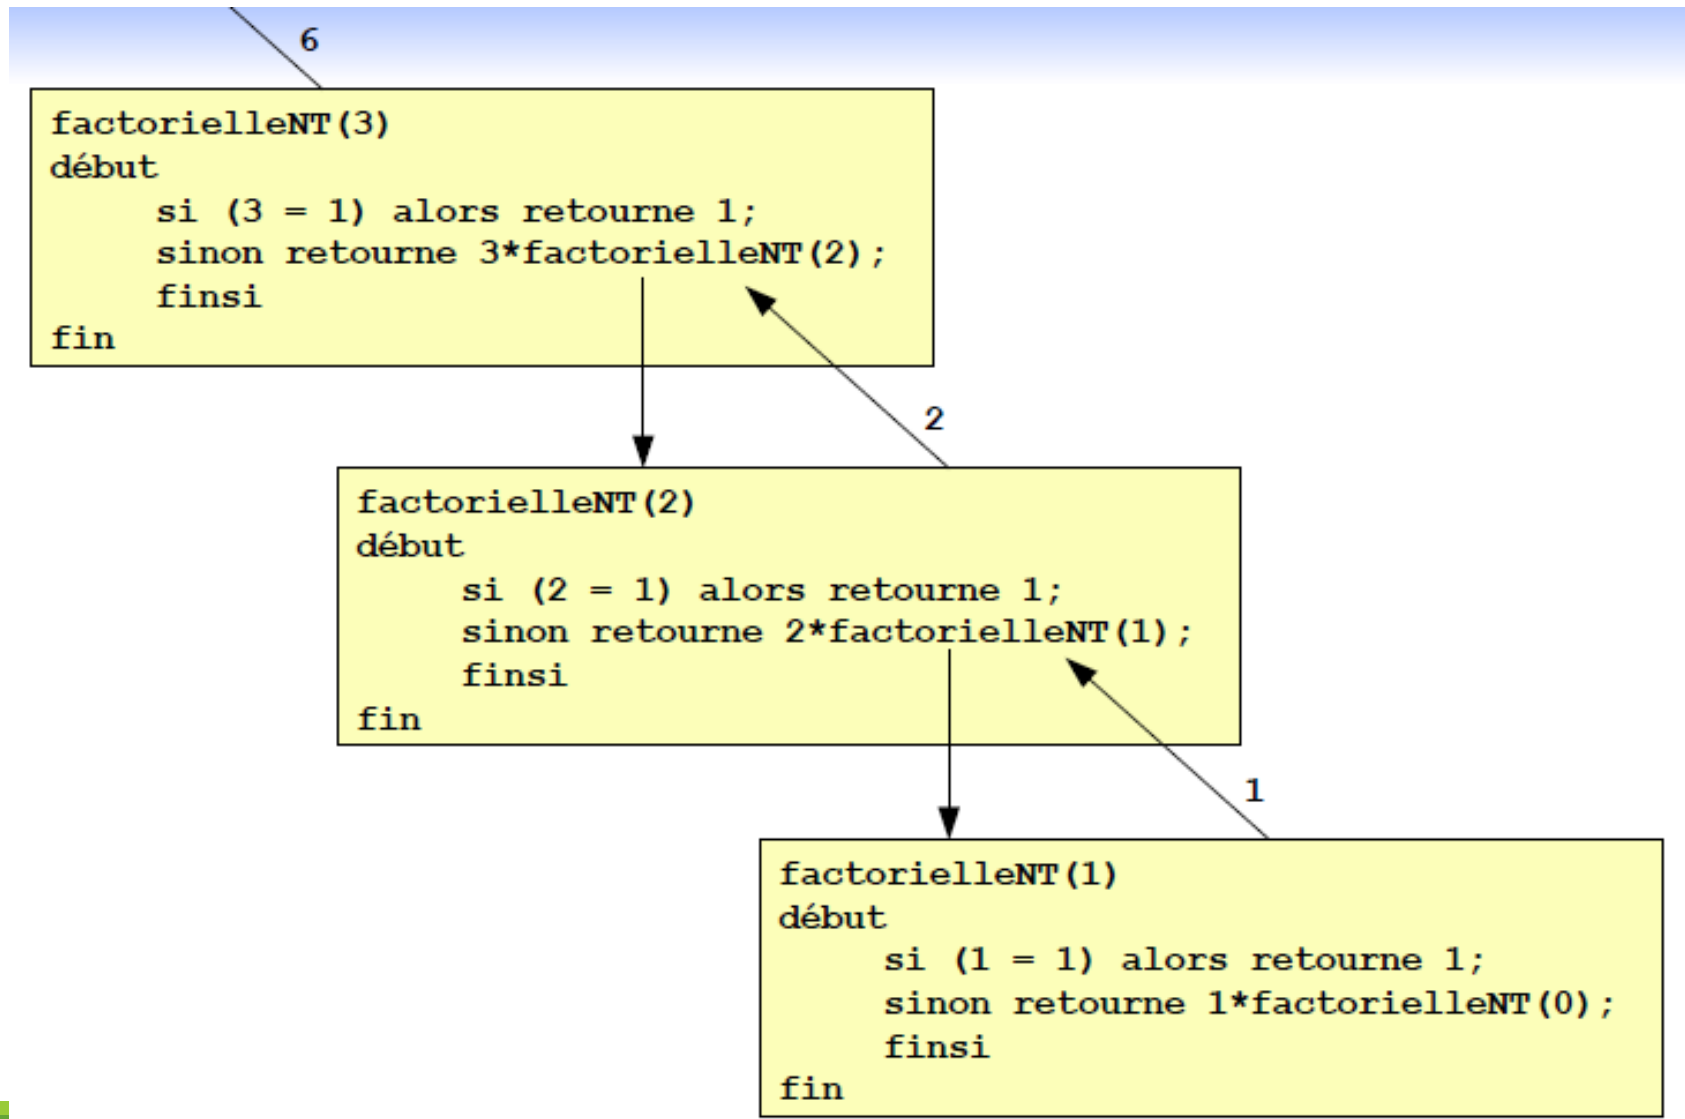 6
factorielleNT(3)
début
si (3 = 1) alors retourne 1;
sinon retourne 3*factorielleNT(2);
finsi
fin
2
factorielleNT(2)
début
si (2 = 1) alors retourne 1;
sinon retourne 2*factorielleNT(1);
finsi
fin
1
factorielleNT(1)
début
si (1 = 1) alors retourne 1;
sinon retourne 1*factorielleNT(0);
finsi
fin